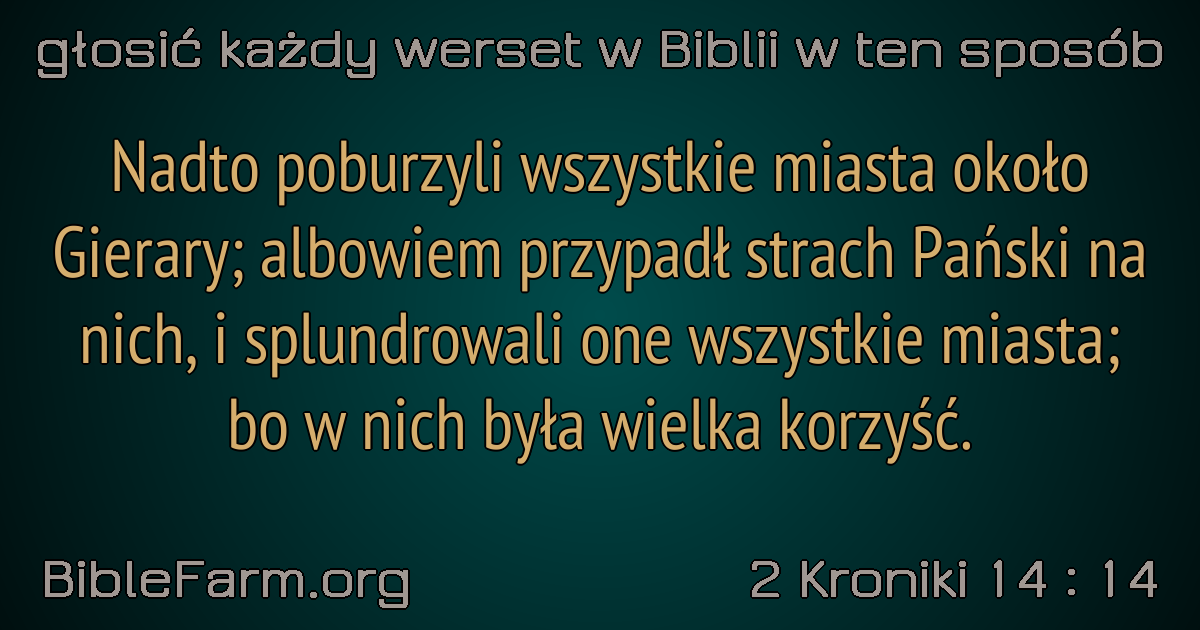 głosić każdy werset w Biblii w ten sposób
Nadto poburzyli wszystkie miasta około
Gierary; albowiem przypadł strach Pański na
nich, i splundrowali one wszystkie miasta;
bo w nich była wielka korzyść.
BibleFarm.org
2 Kroniki 14 : 14